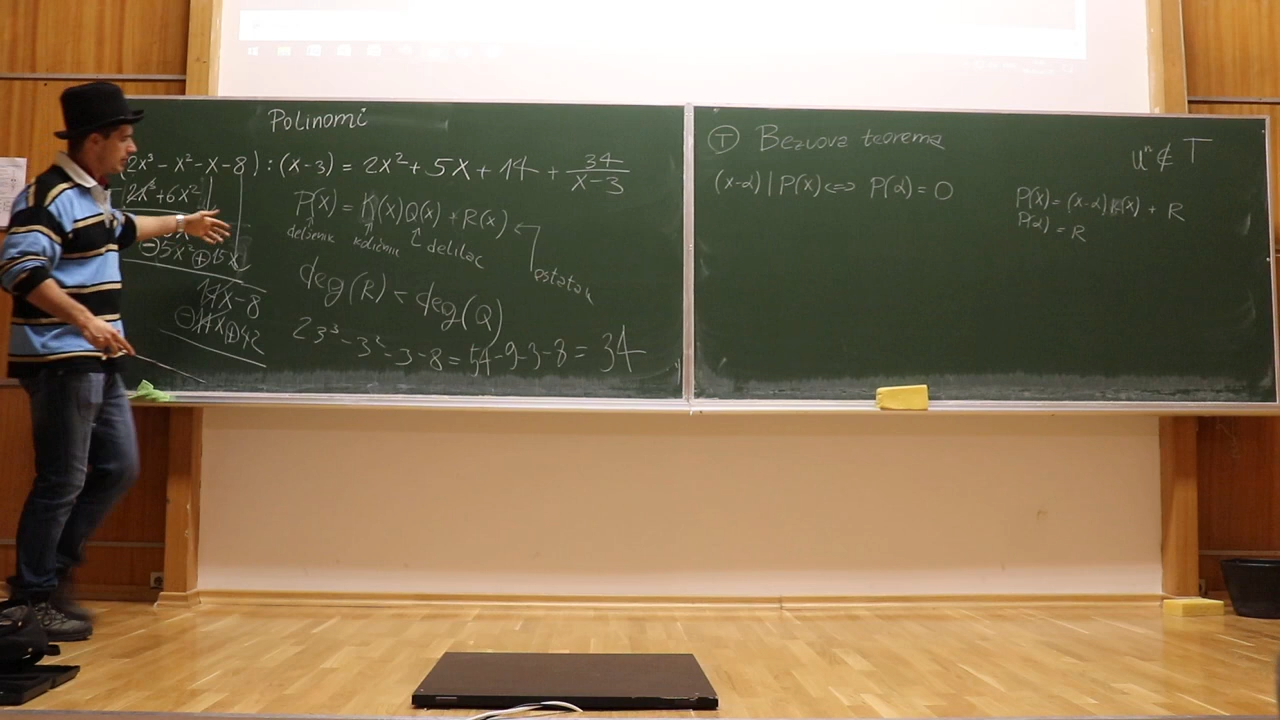 Polinomi
2x³ - x² - x - 8) : (x - 3) = 2x² + 5x + 14 + 34/(x-3)
2x³ + 6x²
⊖5x² ⊕ 15x
14x - 8
⊖14x ⊕ 42
P(x) = K(x)Q(x) + R(x)
deljenik količnik delilac
ostatak
deg(R) < deg(Q)
2 3³ - 3² - 3 - 8 = 54 - 9 - 3 - 8 = 34
Ⓣ Bezuova teorema
(x-α) | P(x) ⇔ P(α) = 0
uⁿ ∉ T
P(x) = (x-α) K(x) + R
P(α) = R